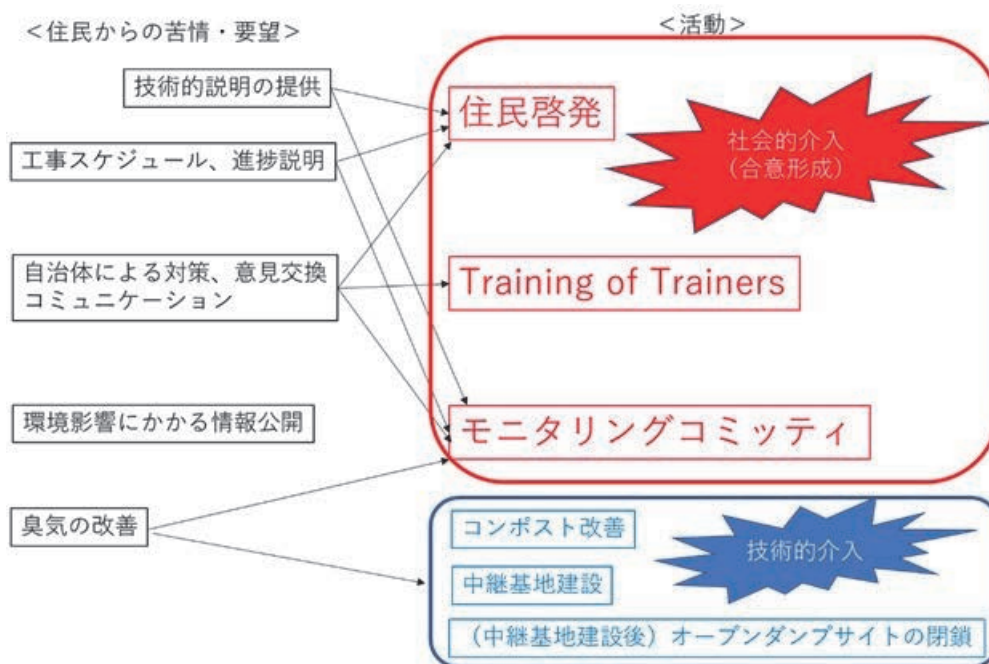 ＜住民からの苦情・要望＞
技術的説明の提供
工事スケジュール、進捗説明
自治体による対策、意見交換
コミュニケーション
環境影響にかかる情報公開
臭気の改善
＜活動＞
住民啓発
社会的介入
（合意形成）
Training of Trainers
モニタリングコミッティ
コンポスト改善
技術的介入
中継基地建設
（中継基地建設後）オープンダンプサイトの閉鎖